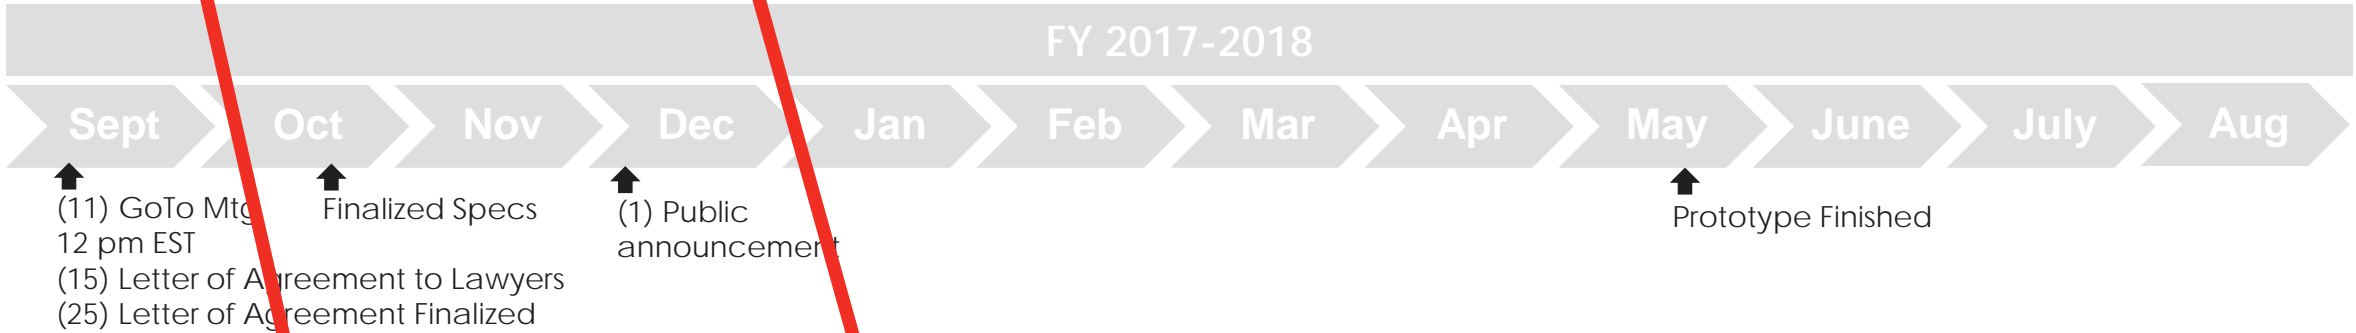 FY 2017-2018
Sept Oct Nov Dec Jan Feb Mar Apr May June July Aug
(11) GoTo Mtg
12 pm EST
(15) Letter of Agreement to Lawyers
(25) Letter of Agreement Finalized
Finalized Specs
(1) Public
announcement
Prototype Finished